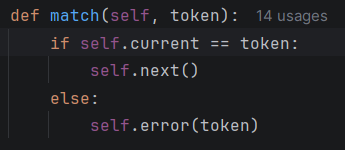 def match(self, token): 14 usages
    if self.current == token:
        self.next()
    else:
        self.error(token)